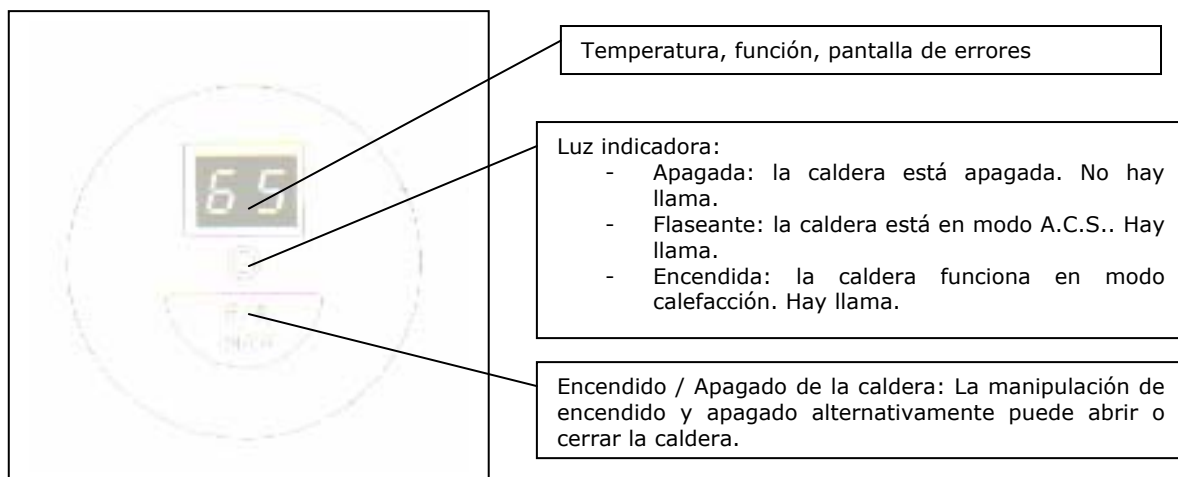 Temperatura, función, pantalla de errores
65
Luz indicadora:
- Apagada: la caldera está apagada. No hay
llama.
- Flaseante: la caldera está en modo A.C.S.. Hay
llama.
- Encendida: la caldera funciona en modo
calefacción. Hay llama.
Encendido / Apagado de la caldera: La manipulación de
encendido y apagado alternativamente puede abrir o
cerrar la caldera.